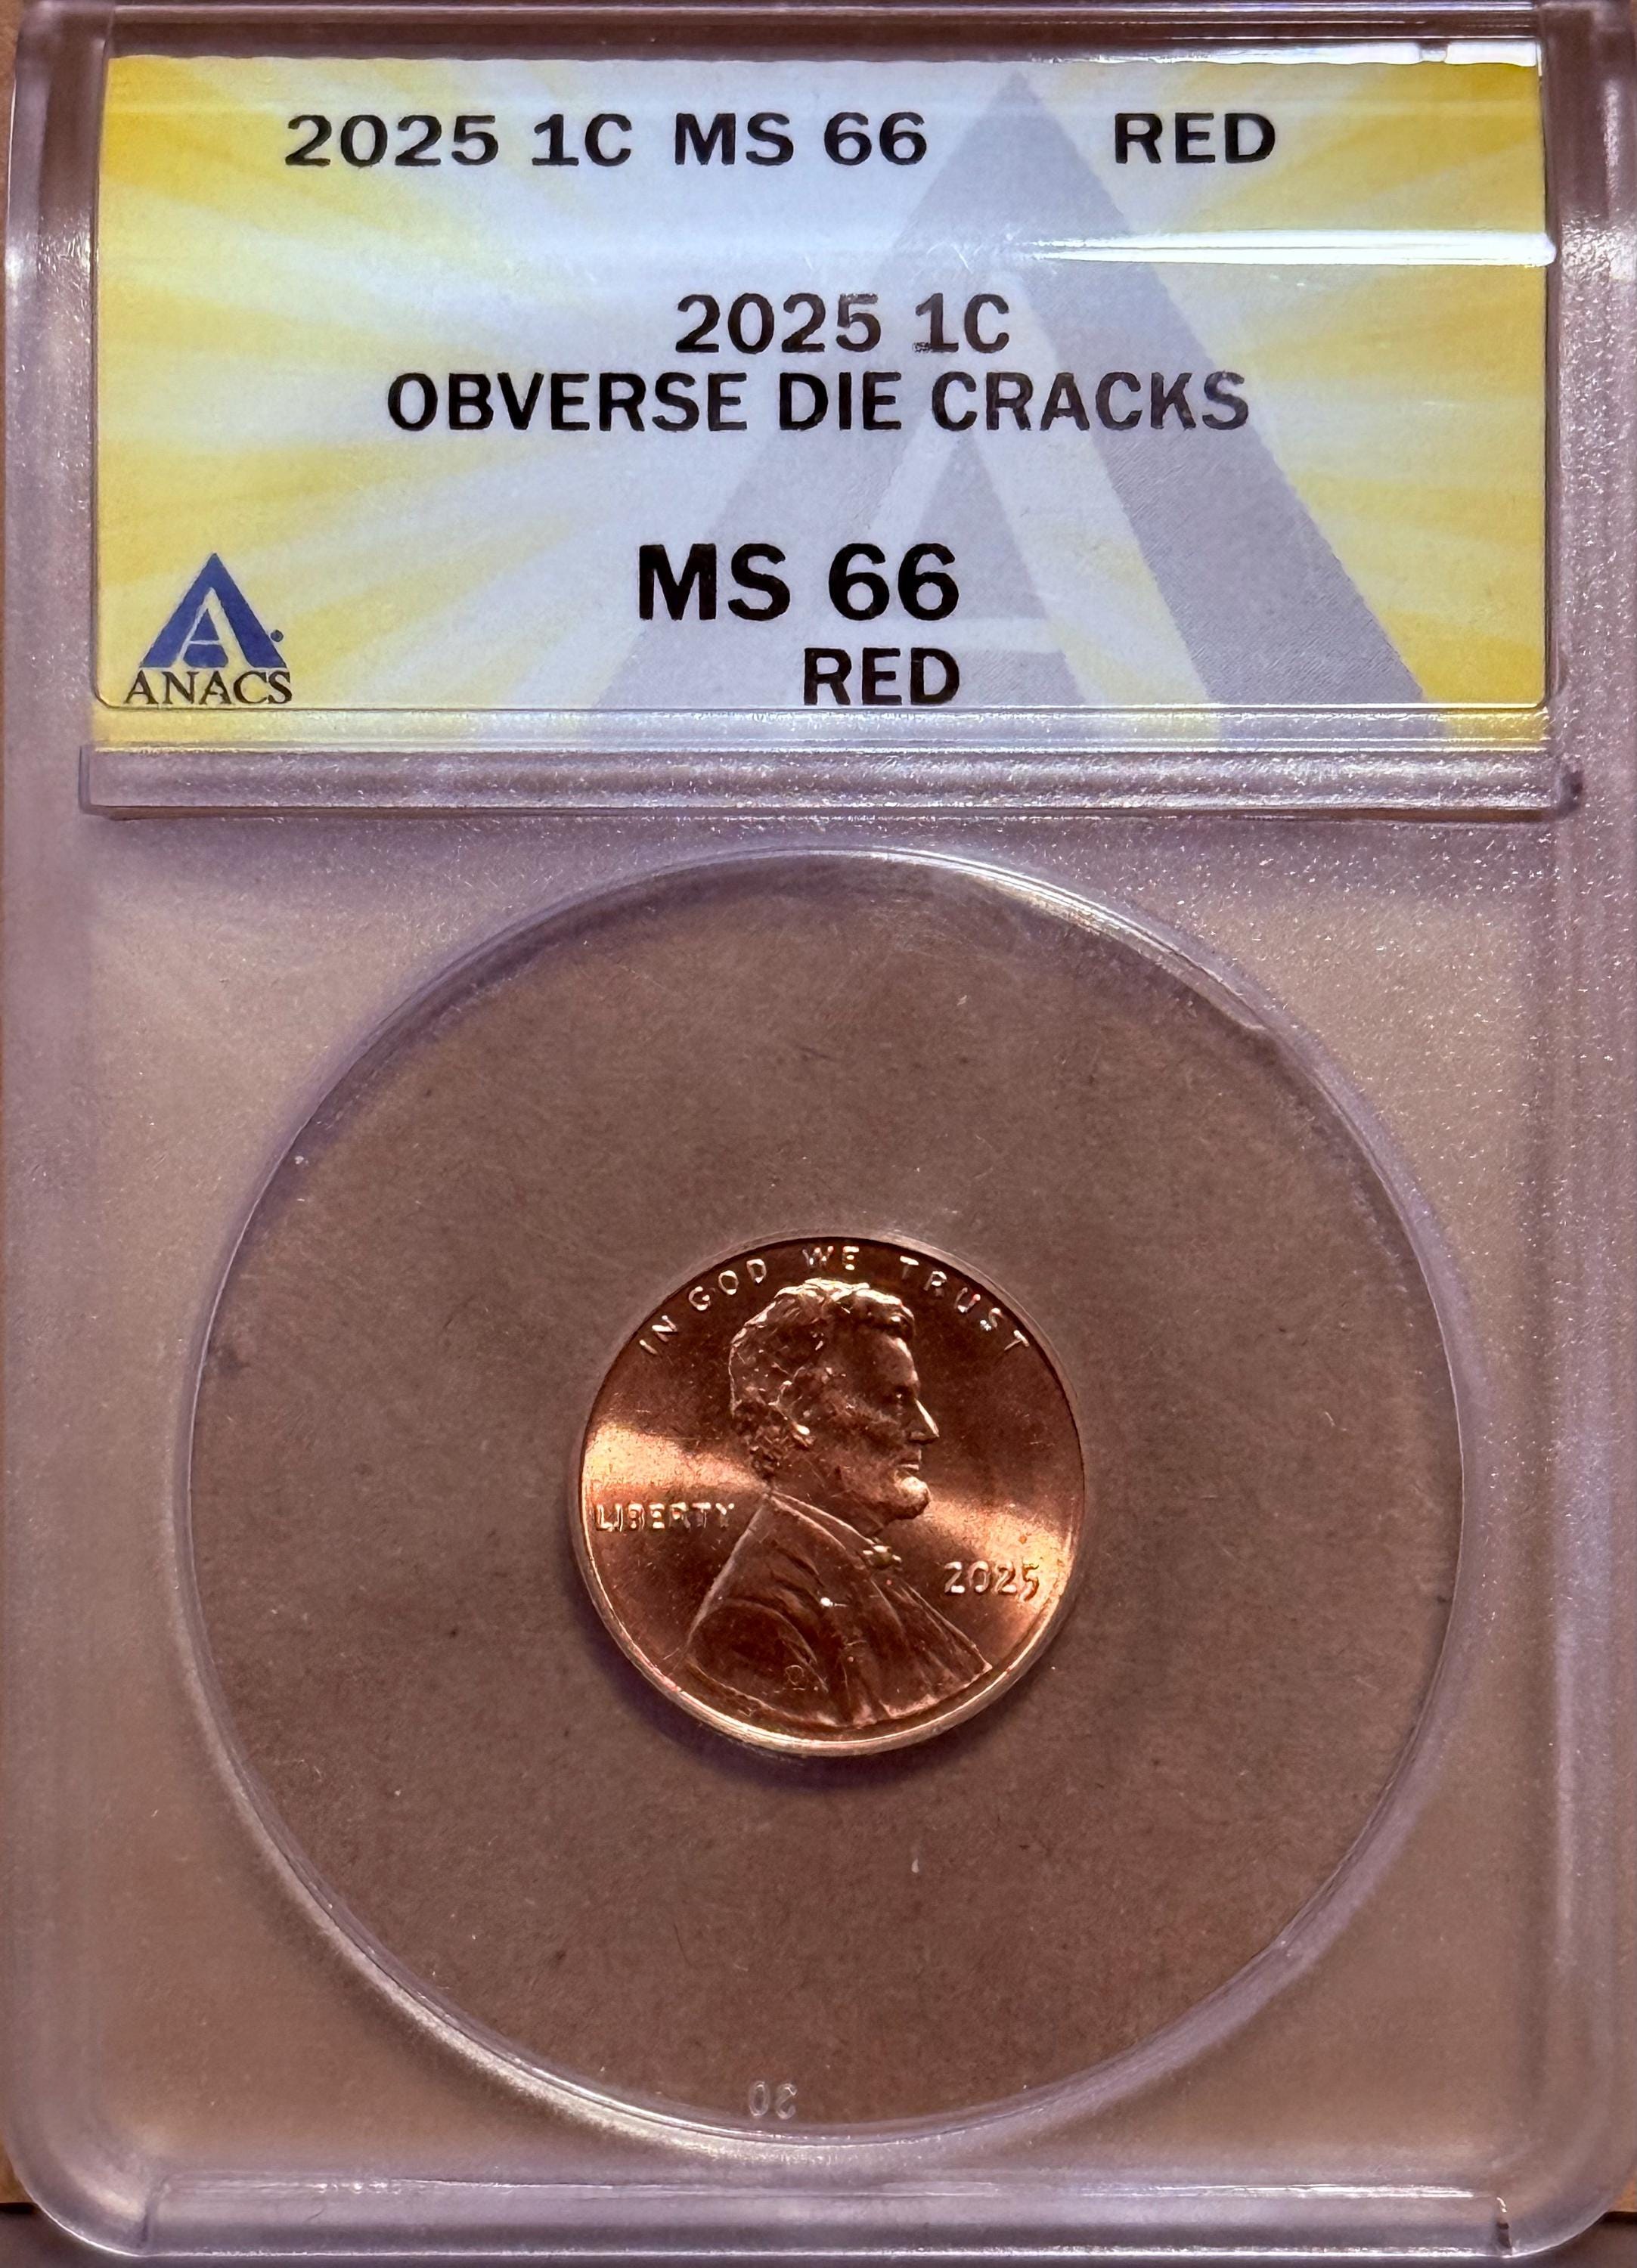 2025 1C MS 66 RED
2025 1C
OBVERSE DIE CRACKS
MS 66
RED
ANACS
IN GOD WE TRUST
LIBERTY
2025